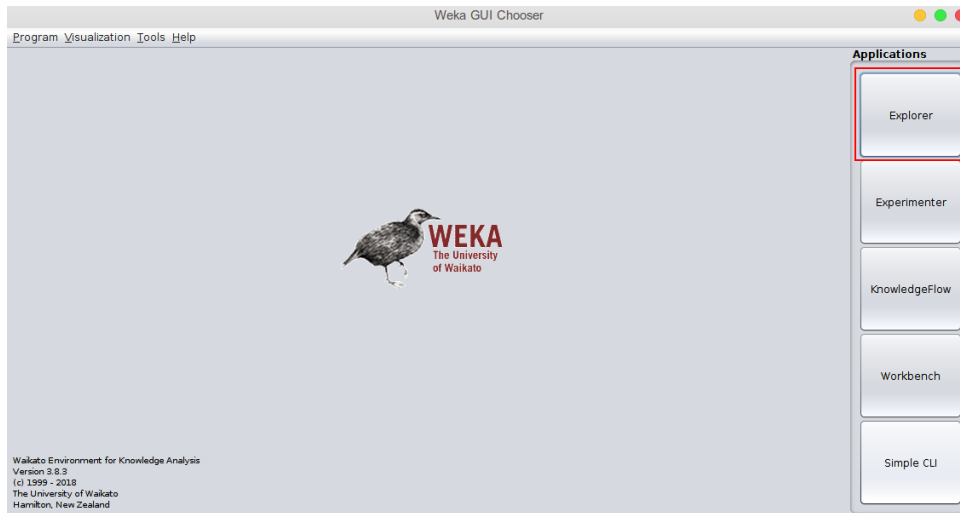 Weka GUI Chooser
Program Visualization Tools Help
Applications
Explorer
WEKA
The University
of Waikato
Experimenter
KnowledgeFlow
Workbench
Simple CLI
Waikato Environment for Knowledge Analysis
Version 3.8.3
(c) 1999 - 2018
The University of Waikato
Hamilton, New Zealand